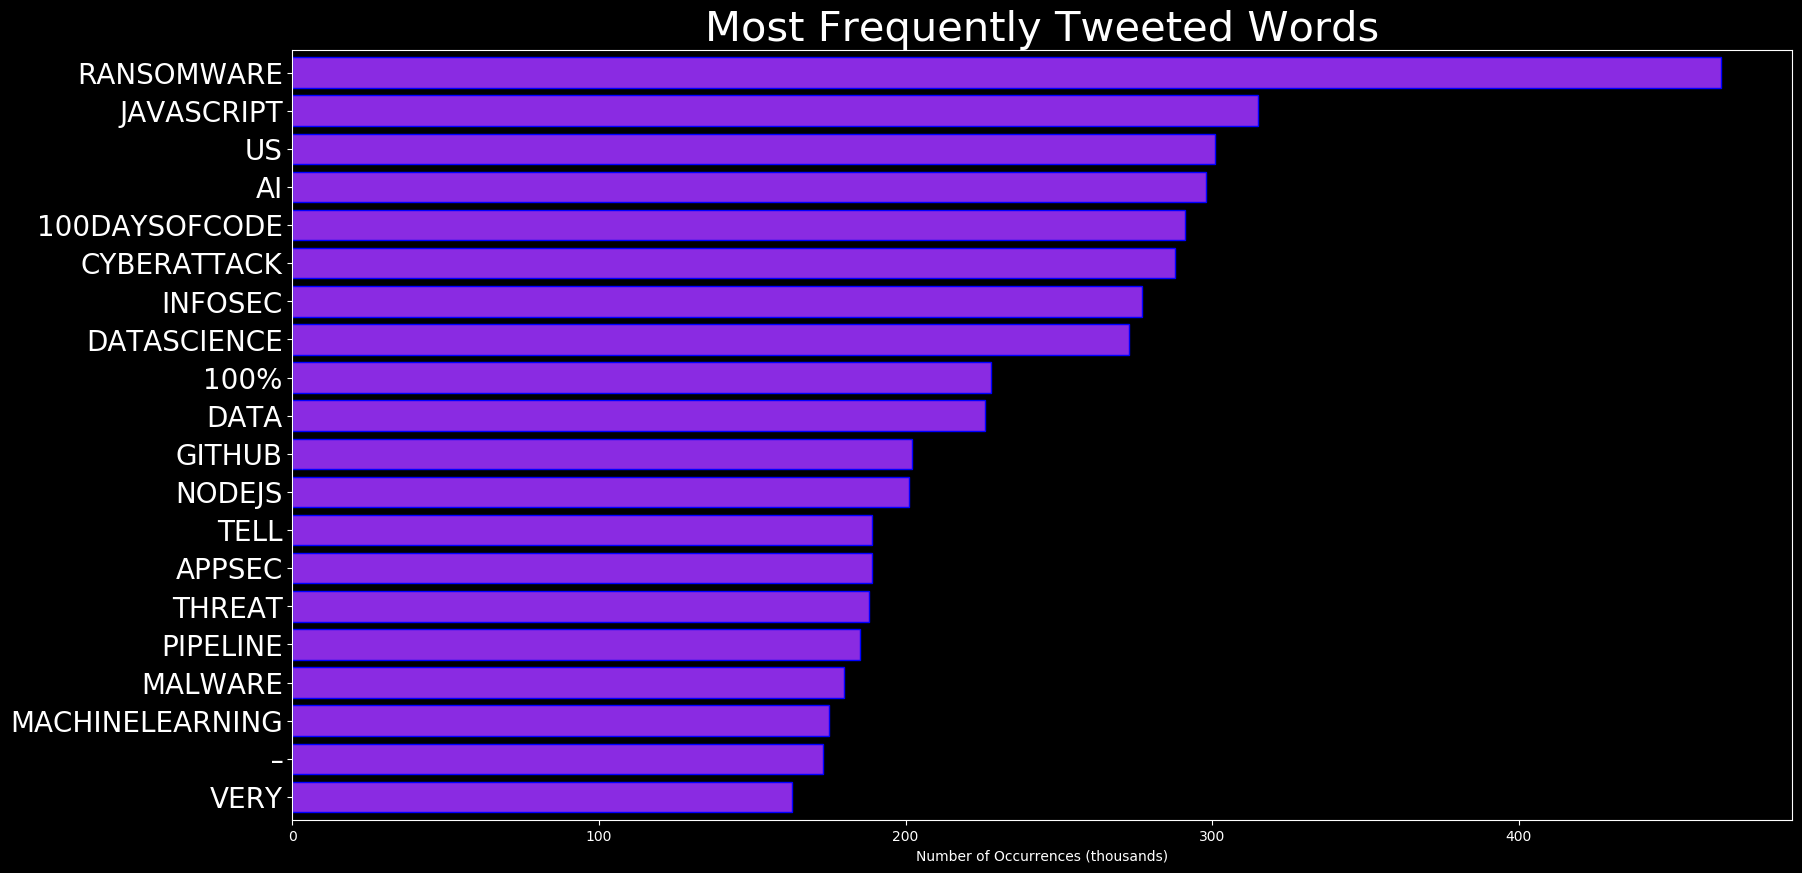 Most Frequently Tweeted Words
RANSOMWARE
JAVASCRIPT
US
AI
100DAYSOFCODE
CYBERATTACK
INFOSEC
DATASCIENCE
100%
DATA
GITHUB
NODEJS
TELL
APPSEC
THREAT
PIPELINE
MALWARE
MACHINELEARNING
–
VERY
0 100 200 300 400
Number of Occurrences (thousands)